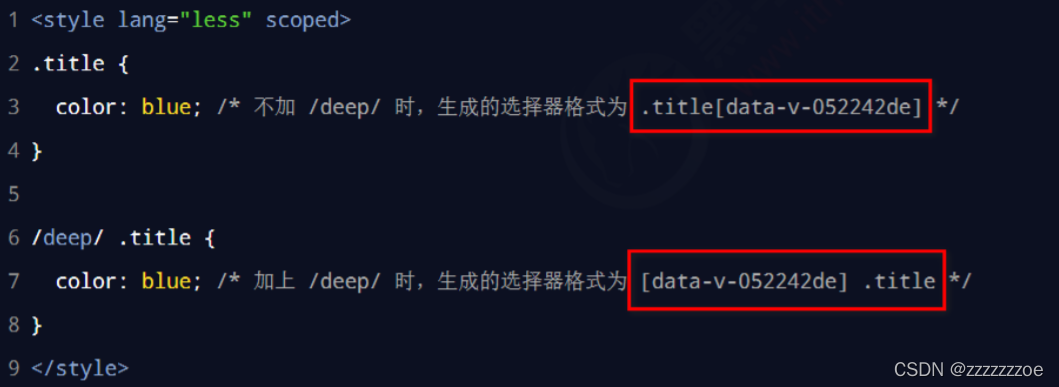 1 <style lang="less" scoped>
2 .title {
3   color: blue; /* 不加 /deep/ 时，生成的选择器格式为 .title[data-v-052242de] */
4 }
5
6 /deep/ .title {
7   color: blue; /* 加上 /deep/ 时，生成的选择器格式为 [data-v-052242de] .title */
8 }
9 </style>
CSDN @zzzzzzzoe